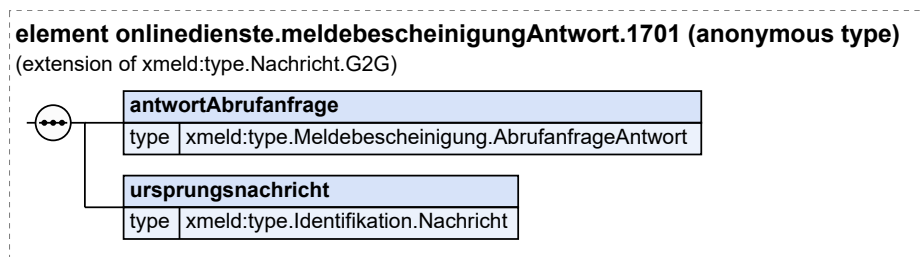 element onlinedienste.meldebescheinigungAntwort.1701 (anonymous type)
(extension of xmeld:type.Nachricht.G2G)
antwortAbrufanfrage
type xmeld:type.Meldebescheinigung.AbrufanfrageAntwort
ursprungsnachricht
type xmeld:type.Identifikation.Nachricht